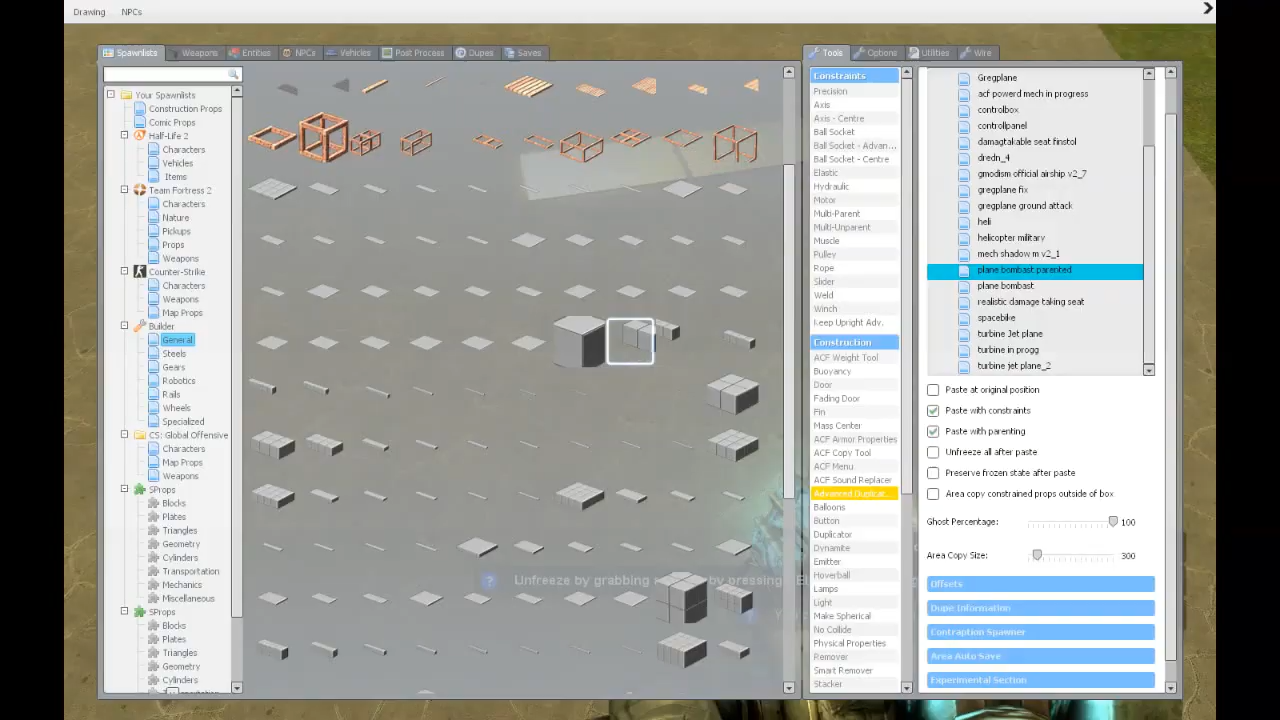 Drawing NPCs
Spawnlists Weapons Entities NPCs Vehicles Post Process Dupes Saves
Tools Options Utilities Wire
Your Spawnlists
Construction Props
Comic Props
Half-Life 2
Characters
Vehicles
Items
Team Fortress 2
Characters
Nature
Pickups
Props
Weapons
Counter-Strike
Characters
Weapons
Map Props
Builder
General
Steels
Gears
Robotics
Rails
Wheels
Specialized
CS: Global Offensive
Characters
Map Props
Weapons
SProps
Blocks
Plates
Triangles
Geometry
Cylinders
Transportation
Mechanics
Miscellaneous
SProps
Blocks
Plates
Triangles
Geometry
Cylinders
Unfreeze by grabbing
by pressing
Constraints
Precision
Axis
Axis - Centre
Ball Socket
Ball Socket - Advan...
Ball Socket - Centre
Elastic
Hydraulic
Motor
Multi-Parent
Multi-Unparent
Muscle
Pulley
Rope
Slider
Weld
Winch
Keep Upright Adv.
Construction
ACF Weight Tool
Buoyancy
Door
Fading Door
Fin
Mass Center
ACF Armor Properties
ACF Copy Tool
ACF Menu
ACF Sound Replacer
Advanced Duplicat...
Balloons
Button
Duplicator
Dynamite
Emitter
Hoverball
Lamps
Light
Make Spherical
No Collide
Physical Properties
Remover
Smart Remover
Stacker
Gregplane
acf powerd mech in progress
controlbox
controllpanel
damagtakable seat finstol
dredn_4
gmodism official airship v2_7
gregplane fix
gregplane ground attack
heli
helicopter military
mech shadow m v2_1
plane bombast parented
plane bombast
realistic damage taking seat
spacebike
turbine Jet plane
turbine in progg
turbine jet plane_2
Paste at original position
Paste with constraints
Paste with parenting
Unfreeze all after paste
Preserve frozen state after paste
Area copy constrained props outside of box
Ghost Percentage: 100
Area Copy Size: 300
Offsets
Dupe Information
Contraption Spawner
Area Auto Save
Experimental Section